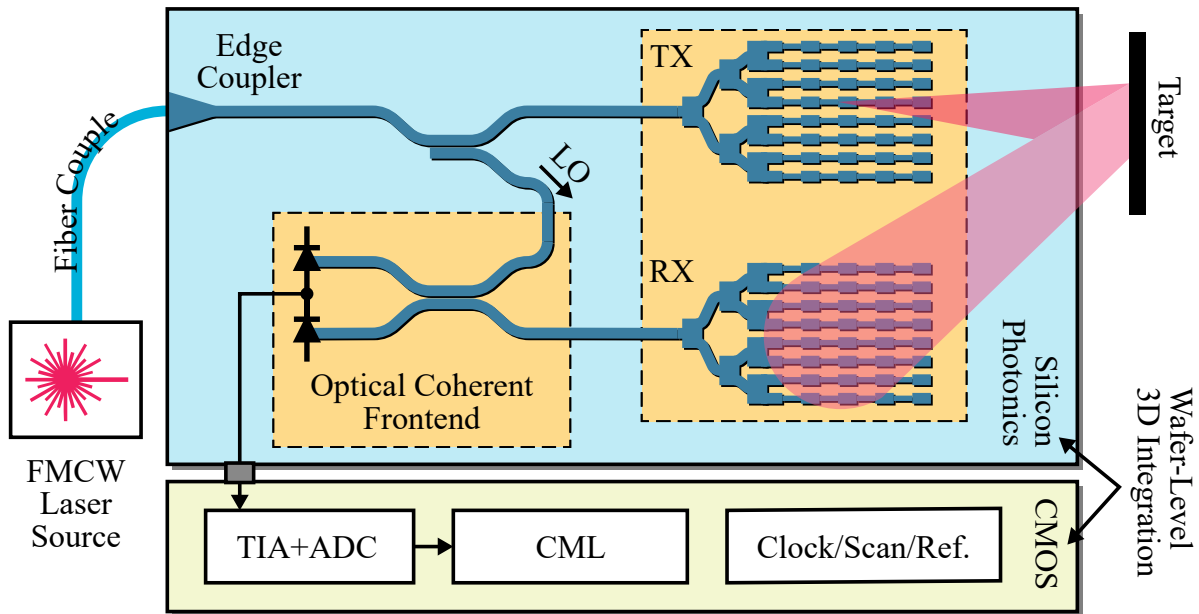 Edge
Coupler
TX
LO
Fiber Couple
Target
RX
Optical Coherent
Frontend
Silicon
Photonics
FMCW
Laser
Source
Wafer-Level
3D Integration
TIA+ADC
CML
Clock/Scan/Ref.
CMOS